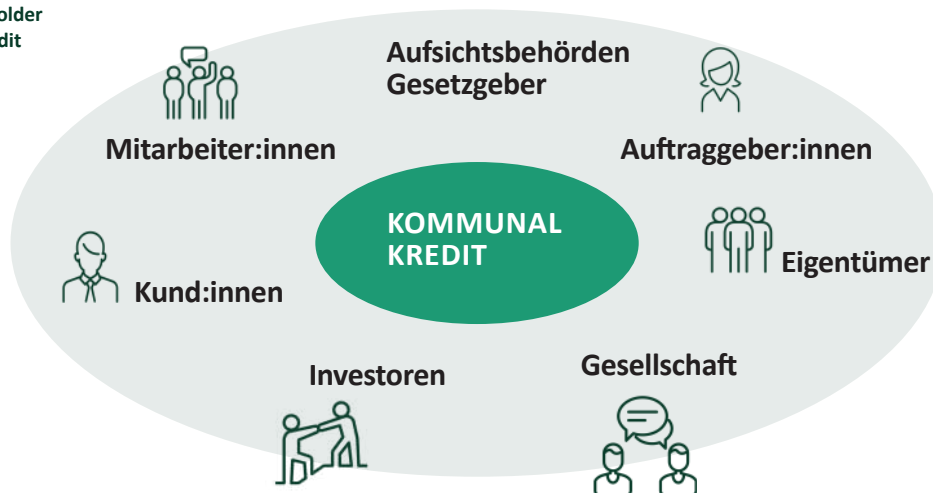 older
dit
Aufsichtsbehörden
Gesetzgeber
Mitarbeiter:innen
Auftraggeber:innen
KOMMUNAL
KREDIT
Eigentümer
Kund:innen
Gesellschaft
Investoren